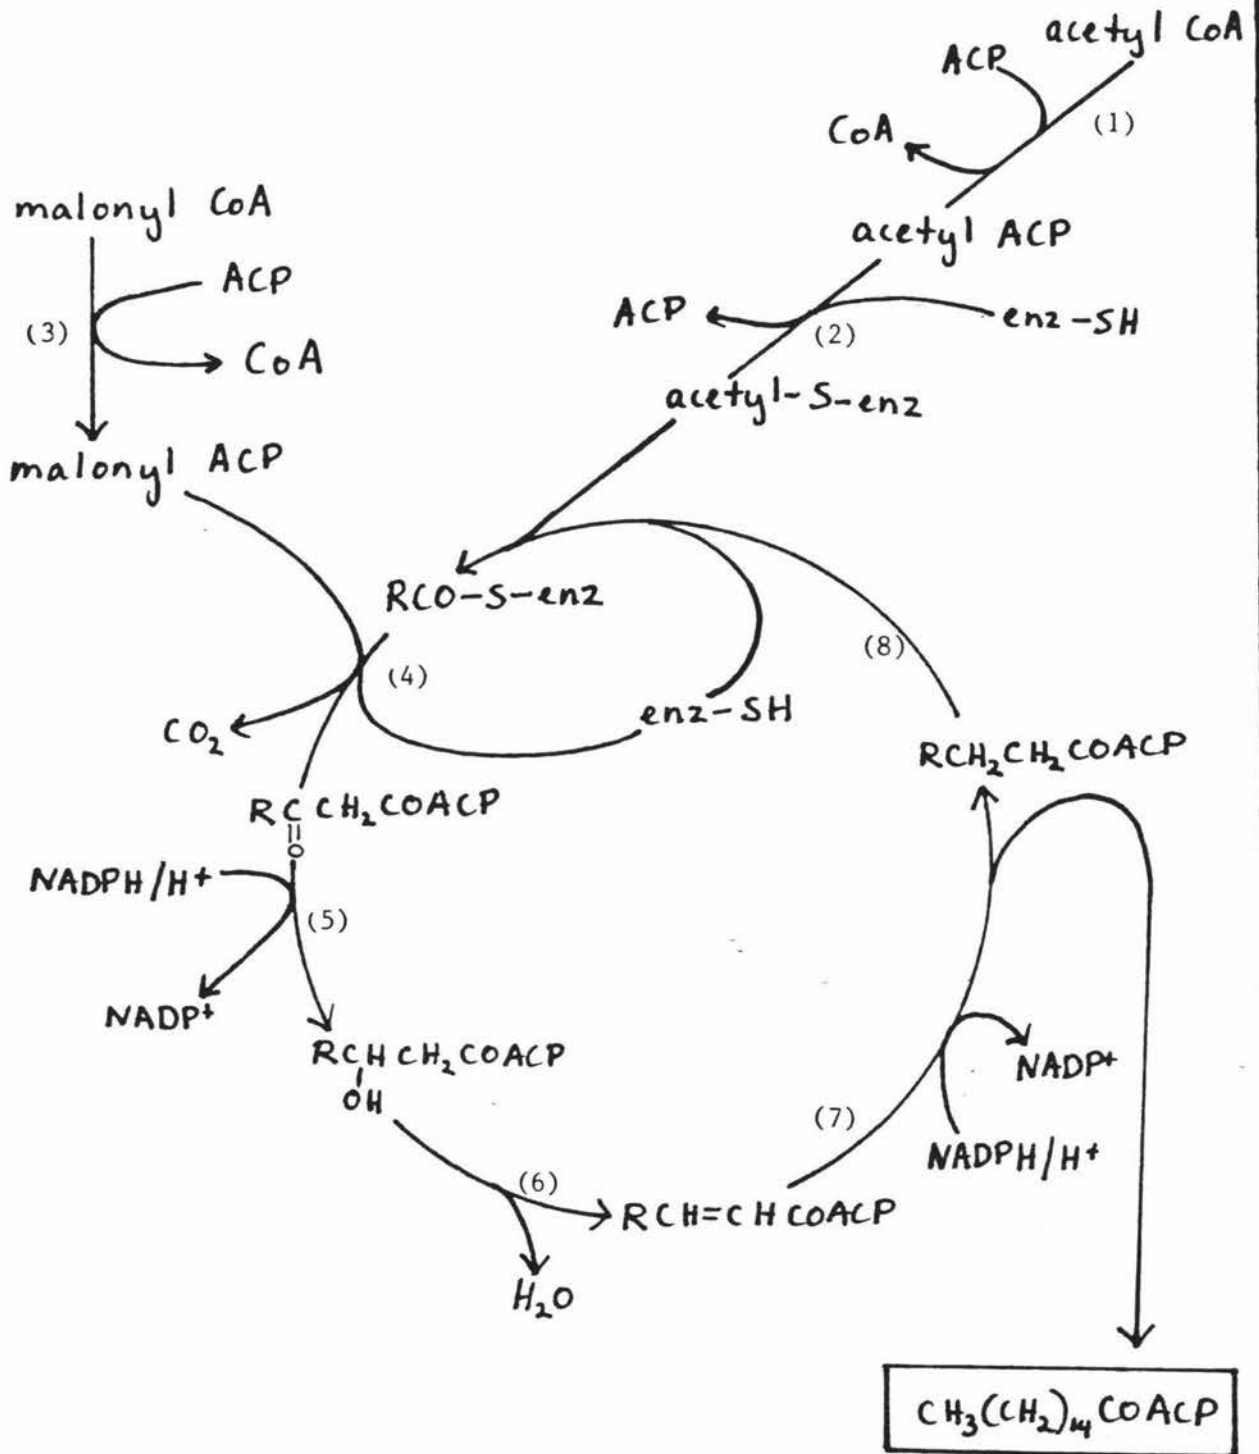 acetyl CoA
ACP
(1)
CoA
malonyl CoA
acetyl ACP
ACP
(3)
CoA
ACP
enz-SH
(2)
acetyl-S-enz
malonyl ACP
RCO-S-enz
(8)
(4)
enz-SH
CO₂
RCH₂CH₂COACP
RCCH₂COACP
||
O
NADPH/H⁺
(5)
NADP⁺
RCHCH₂COACP
OH
NADP⁺
(7)
NADPH/H⁺
(6)
RCH=CHCOACP
H₂O
CH₃(CH₂)₁₄COACP